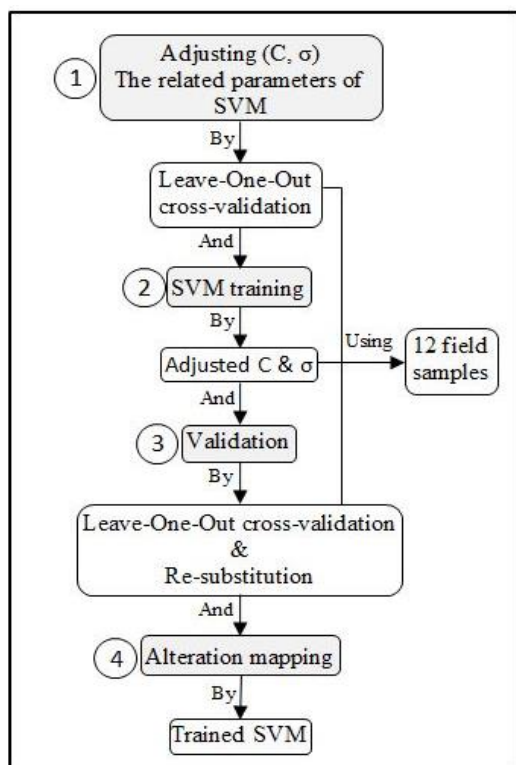 1
Adjusting (C, σ)
The related parameters of
SVM
By
Leave-One-Out
cross-validation
And
2
SVM training
By
Using
12 field
samples
Adjusted C & σ
And
3
Validation
By
Leave-One-Out cross-validation
&
Re-substitution
And
4
Alteration mapping
By
Trained SVM